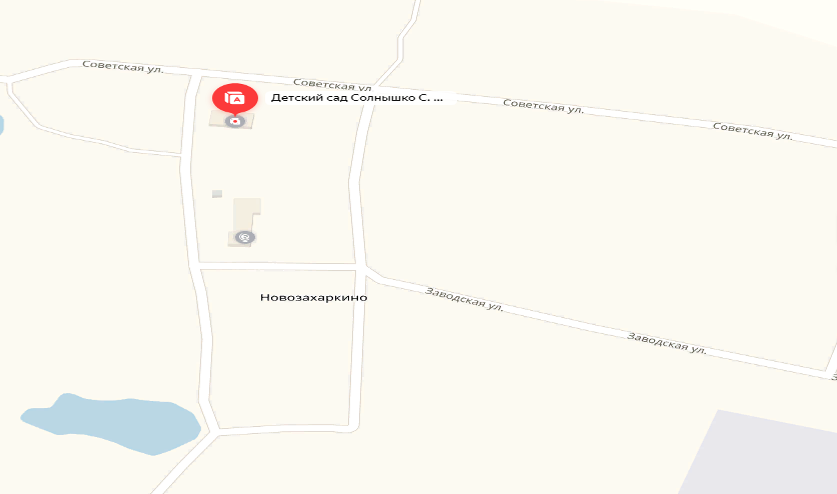 Советская ул.
Советская ул.
Детский сад Солнышко С. ...
Советская ул.
Советская ул.
Новозахаркино
Заводская ул.
Заводская ул.